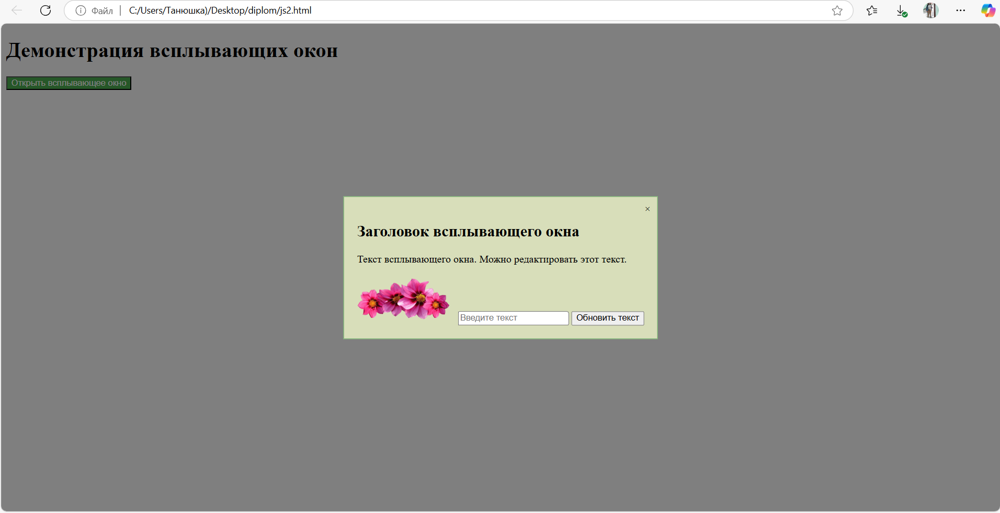 Файл C:/Users/Танюшка)/Desktop/diplom/js2.html
Демонстрация всплывающих окон
Открыть всплывающее окно
×
Заголовок всплывающего окна
Текст всплывающего окна. Можно редактировать этот текст.
Введите текст Обновить текст